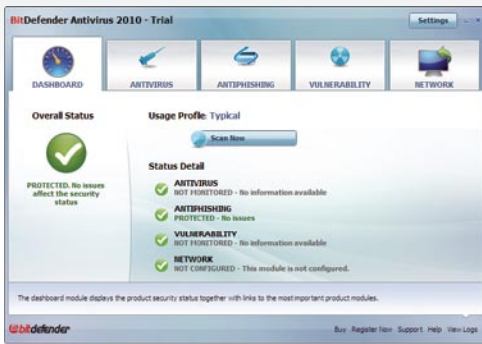 BitDefender Antivirus 2010 - Trial
Settings
DASHBOARD
ANTIVIRUS
ANTIPHISHING
VULNERABILITY
NETWORK
Overall Status
PROTECTED. No issues
affect the security
status
Usage Profile: Typical
Scan Now
Status Detail
ANTIVIRUS
NOT MONITORED - No information available
ANTIPHISHING
PROTECTED - No issues
VULNERABILITY
NOT MONITORED - No information available
NETWORK
NOT CONFIGURED - This module is not configured.
The dashboard module displays the product security status together with links to the most important product modules.
bitdefender
Buy Register Now Support Help View Logs